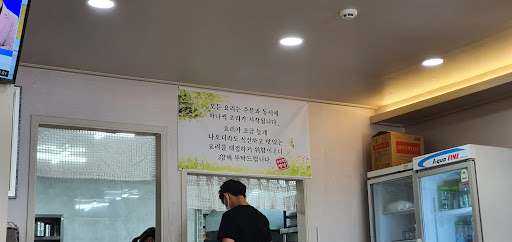 모든 요리는 주문과 동시에
하나씩 조리가 시작됩니다.
요리가 조금 늦게
나오더라도 신선하고 맛있는
요리를 대접하기 위함이오니
양해 부탁드립니다.
Aqua FINE